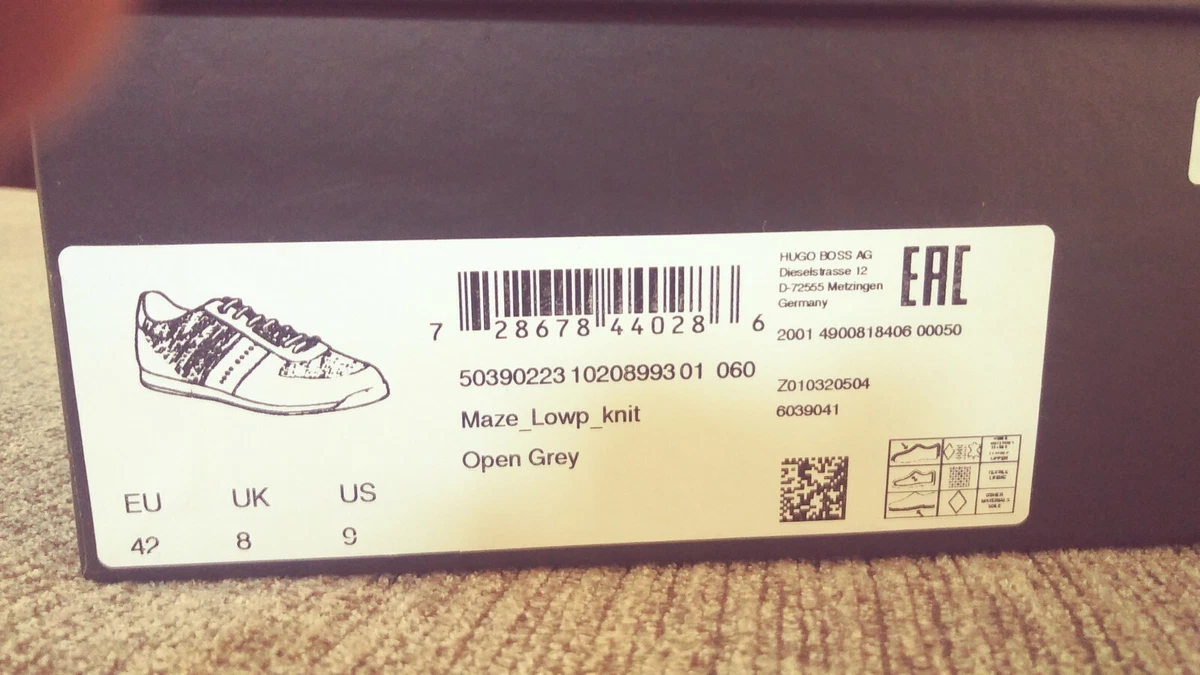 7 28678 44028 6
50390223 10208993 01 060
Maze_Lowp_knit
Open Grey
HUGO BOSS AG
Dieselstrasse 12
D-72555 Metzingen
Germany
EAC
2001 4900818406 00050
Z010320504
6039041
EU UK US
42 8 9